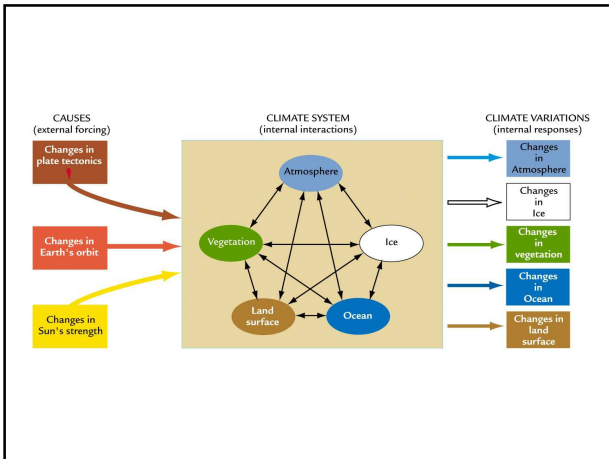 CAUSES
(external forcing)
Changes in
plate tectonics
Changes in
Earth's orbit
Changes in
Sun's strength
CLIMATE SYSTEM
(internal interactions)
Atmosphere
Vegetation
Ice
Land
surface
Ocean
CLIMATE VARIATIONS
(internal responses)
Changes
in
Atmosphere
Changes
in
Ice
Changes
in
vegetation
Changes
in
Ocean
Changes in
land
surface